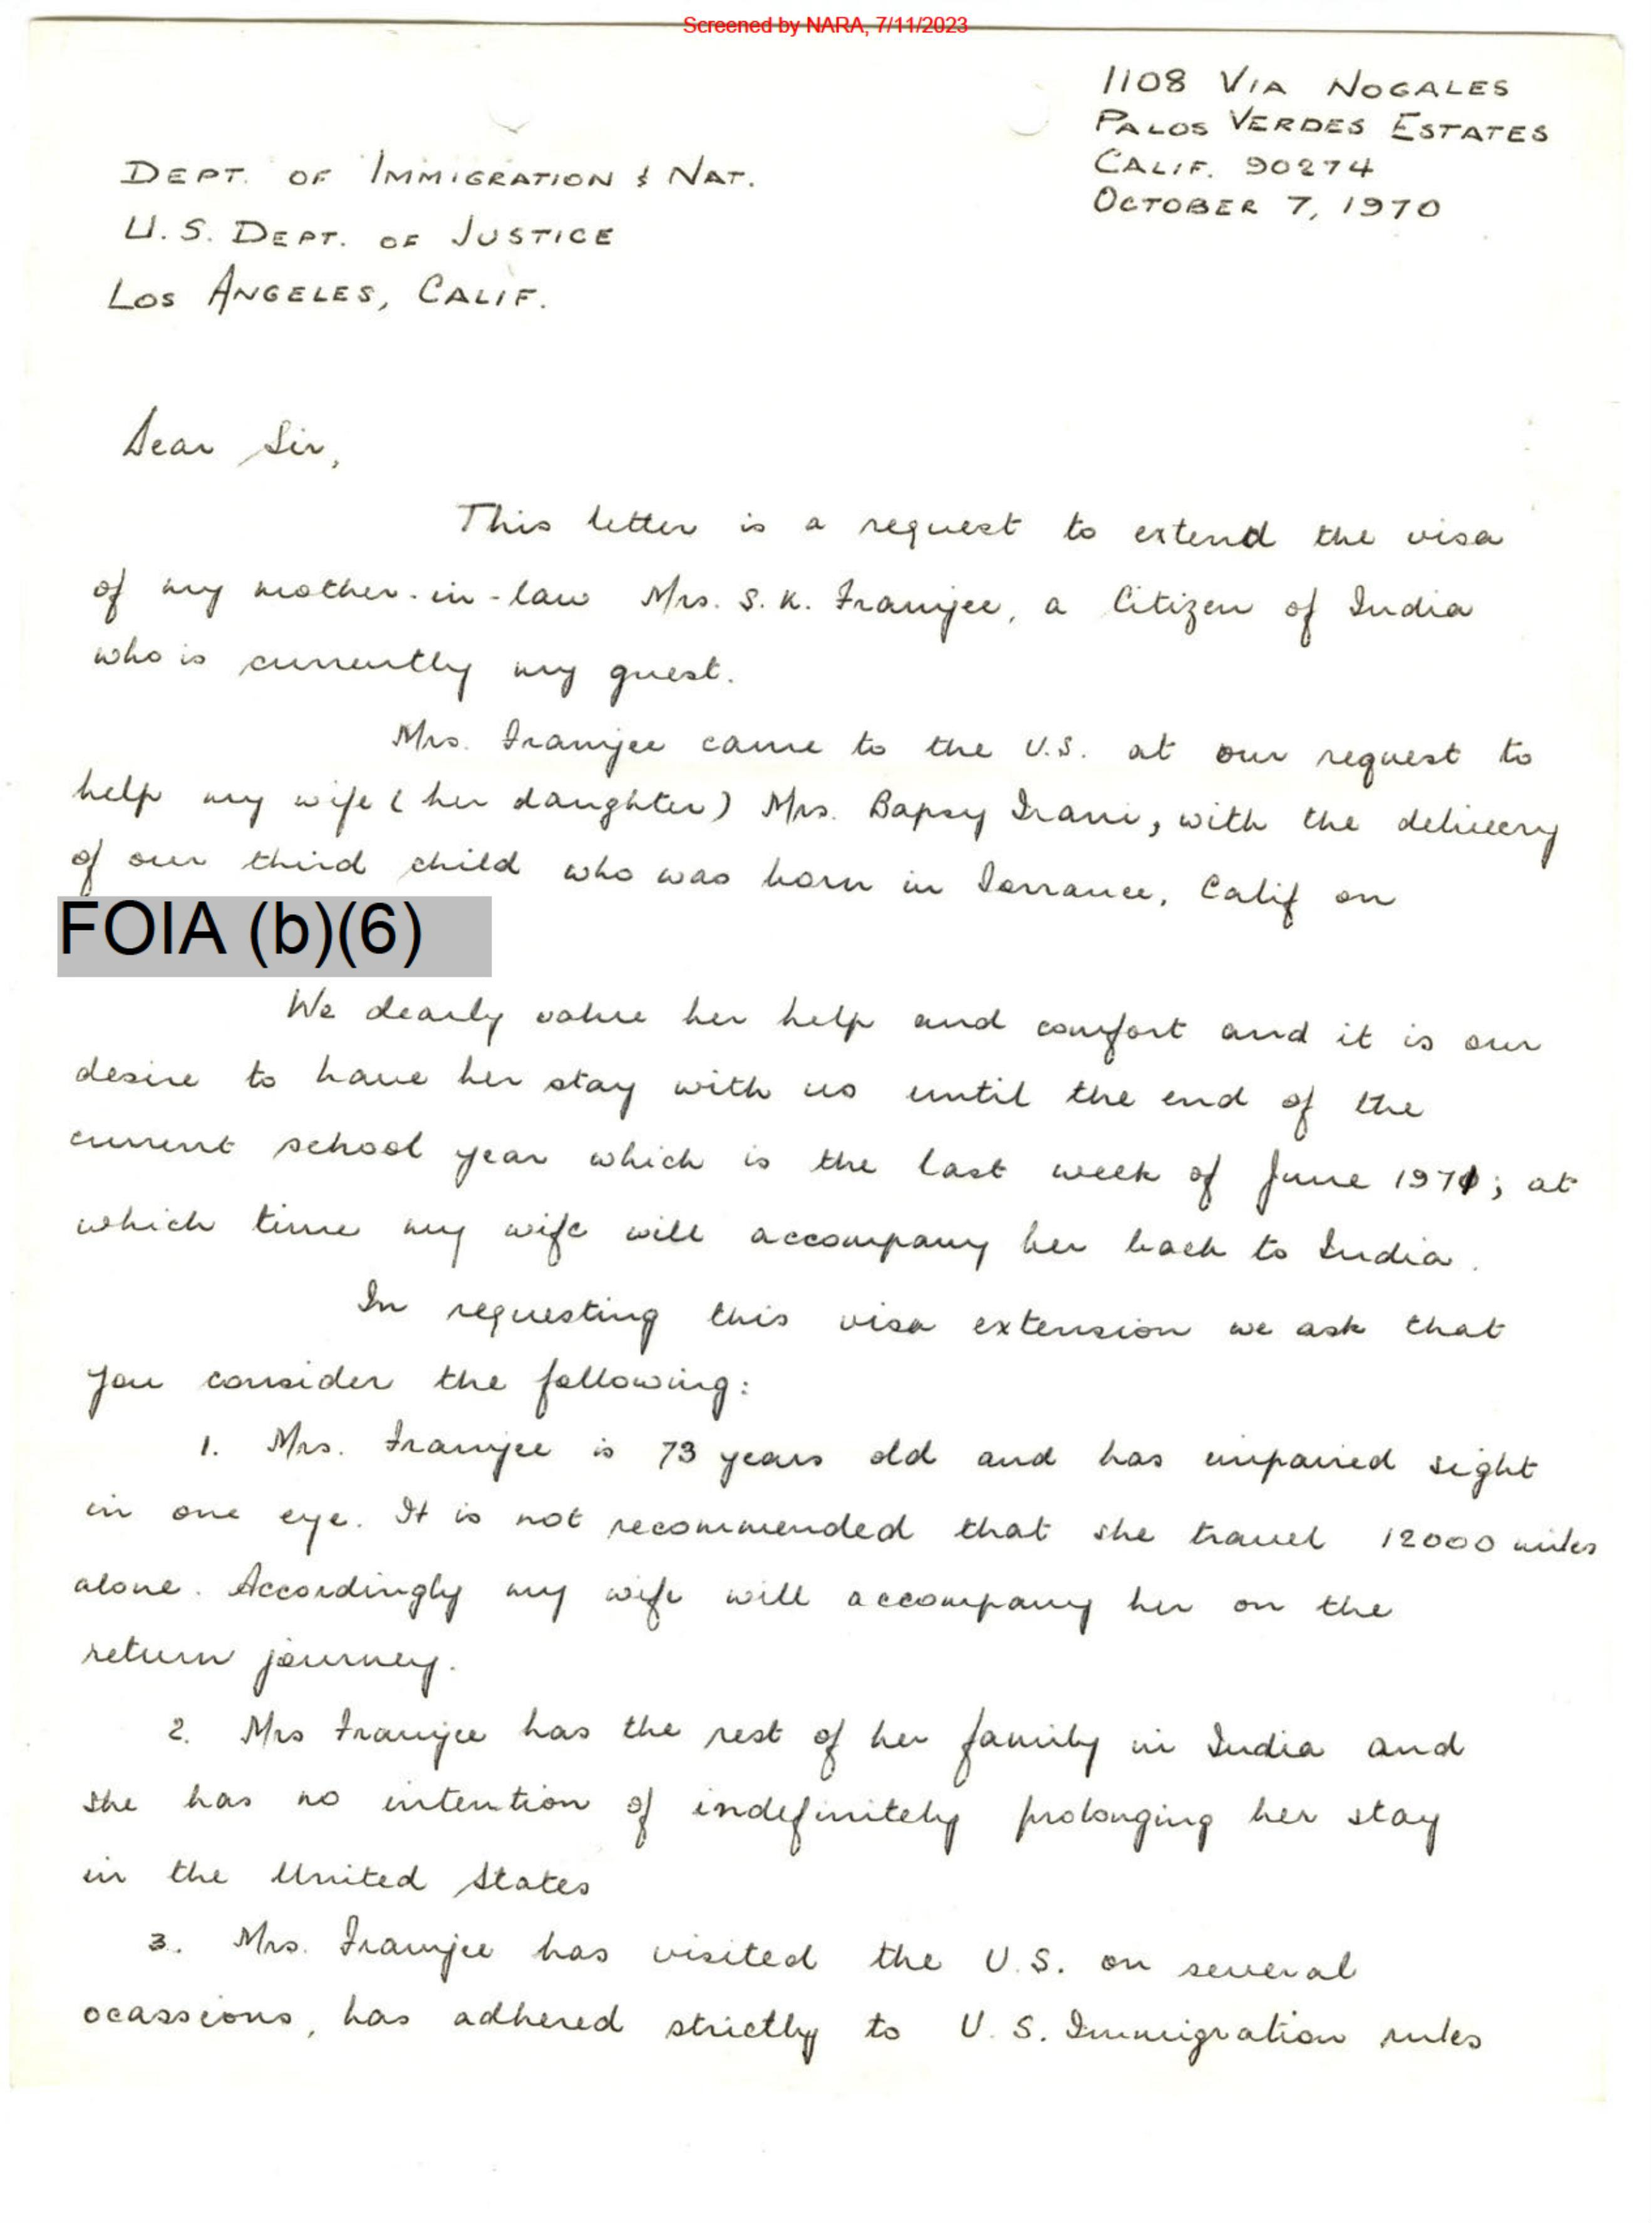 Screened by NARA, 7/11/2023
1108 VIA NOGALES
PALOS VERDES ESTATES
CALIF. 90274
OCTOBER 7, 1970
DEPT. OF IMMIGRATION & NAT.
U.S. DEPT. OF JUSTICE
LOS ANGELES, CALIF.
Dear Sir,
This letter is a request to extend the visa
of my mother-in-law Mrs. S. K. Framjee, a Citizen of India
who is currently my guest.
Mrs. Framjee came to the U.S. at our request to
help my wife (her daughter) Mrs. Bapsy Irani, with the delivery
of our third child who was born in Torrance, Calif on
FOIA (b)(6)
We dearly value her help and comfort and it is our
desire to have her stay with us until the end of the
current school year which is the last week of June 1971; at
which time my wife will accompany her back to India.
In requesting this visa extension we ask that
you consider the following:
1. Mrs. Framjee is 73 years old and has impaired sight
in one eye. It is not recommended that she travel 12000 miles
alone. Accordingly my wife will accompany her on the
return journey.
2. Mrs Framjee has the rest of her family in India and
she has no intention of indefinitely prolonging her stay
in the United States
3. Mrs. Framjee has visited the U.S. on several
ocassions, has adhered strictly to U.S. Immigration rules